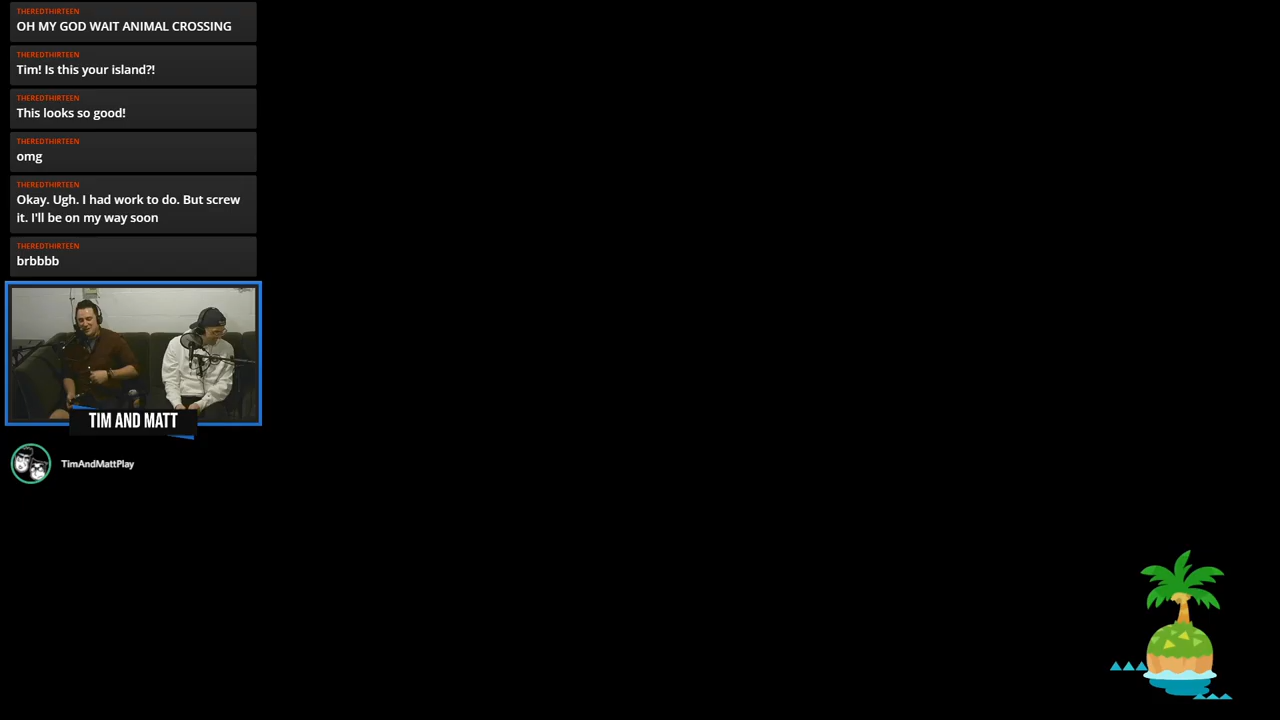 THEREDTHIRTEEN
OH MY GOD WAIT ANIMAL CROSSING
THEREDTHIRTEEN
Tim! Is this your island?!
THEREDTHIRTEEN
This looks so good!
THEREDTHIRTEEN
omg
THEREDTHIRTEEN
Okay. Ugh. I had work to do. But screw
it. I'll be on my way soon
THEREDTHIRTEEN
brbbbb
TIM AND MATT
TimAndMattPlay